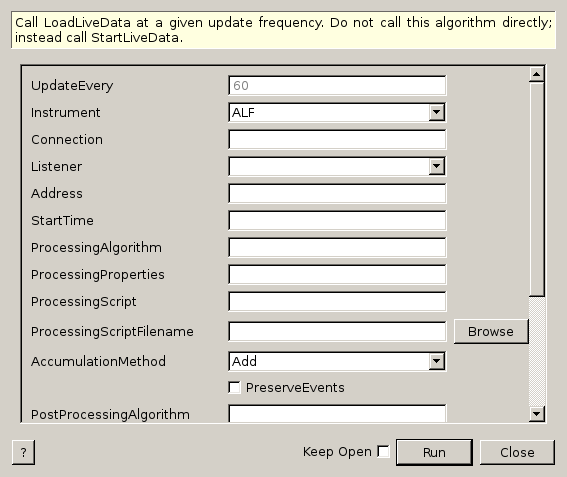 Call LoadLiveData at a given update frequency. Do not call this algorithm directly;
instead call StartLiveData.
UpdateEvery 60
Instrument ALF
Connection
Listener
Address
StartTime
ProcessingAlgorithm
ProcessingProperties
ProcessingScript
ProcessingScriptFilename Browse
AccumulationMethod Add
PreserveEvents
PostProcessingAlgorithm
? Keep Open Run Close